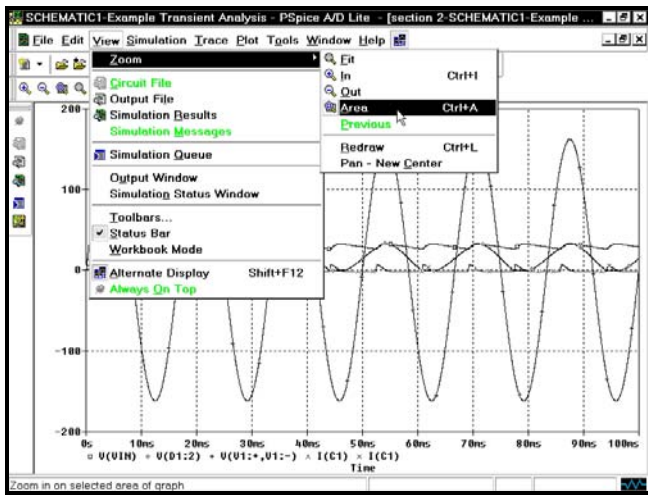 SCHEMATIC1-Example Transient Analysis - PSpice A/D Lite - [section 2-SCHEMATIC1-Example ...
File Edit View Simulation Trace Plot Tools Window Help
Zoom
Circuit File
Output File
Simulation Results
Simulation Messages
Simulation Queue
Output Window
Simulation Status Window
Toolbars...
Status Bar
Workbook Mode
Alternate Display Shift+F12
Always On Top
Fit
In Ctrl+I
Out
Area Ctrl+A
Previous
Redraw Ctrl+L
Pan - New Center
200
100
0
-100
-200
0s 10ms 20ms 30ms 40ms 50ms 60ms 70ms 80ms 90ms 100ms
V(VIN) V(D1:2) V(U1:+,U1:-) I(C1) I(C1)
Time
Zoom in on selected area of graph